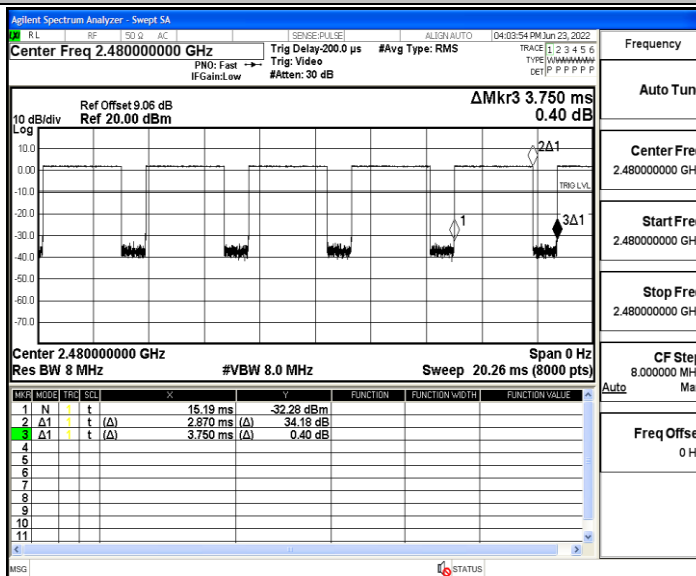 Agilent Spectrum Analyzer - Swept SA
LXI RL RF 50 Ω AC SENSE:PULSE ALIGN AUTO 04:03:54 PM Jun 23, 2022
Center Freq 2.480000000 GHz
PNO: Fast
IFGain:Low
Trig Delay-200.0 µs
Trig: Video
#Atten: 30 dB
#Avg Type: RMS
TRACE 1 2 3 4 5 6
TYPE WWWWWW
DET P P P P P P
Ref Offset 9.06 dB
10 dB/div Ref 20.00 dBm
Log
ΔMkr3 3.750 ms
0.40 dB
10.0
0.00
-10.0
-20.0
-30.0
-40.0
-50.0
-60.0
-70.0
2Δ1
TRIG LVL
1
3Δ1
Center 2.480000000 GHz Span 0 Hz
Res BW 8 MHz #VBW 8.0 MHz Sweep 20.26 ms (8000 pts)
MKR MODE TRC SCL X Y FUNCTION FUNCTION WIDTH FUNCTION VALUE
1 N 1 t 15.19 ms -32.28 dBm
2 Δ1 1 t (Δ) 2.870 ms (Δ) 34.18 dB
3 Δ1 1 t (Δ) 3.750 ms (Δ) 0.40 dB
4
5
6
7
8
9
10
11
MSG STATUS
Frequency
Auto Tun
Center Fre
2.480000000 GH
Start Fre
2.480000000 GH
Stop Fre
2.480000000 GH
CF Step
8.000000 MH
Auto Ma
Freq Offse
0 H